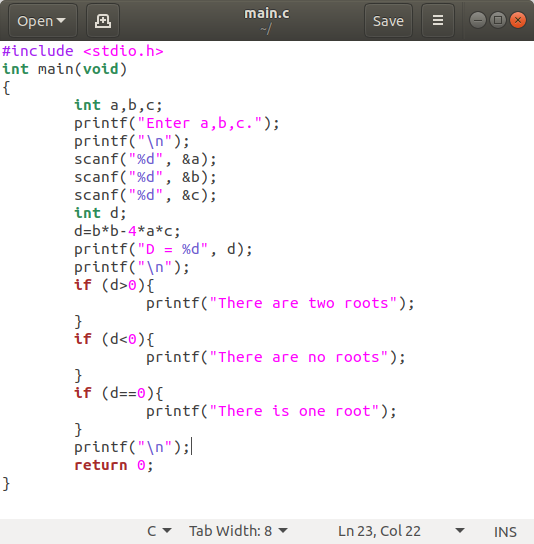 Open main.c Save
~/
#include <stdio.h>
int main(void)
{
        int a,b,c;
        printf("Enter a,b,c.");
        printf("\n");
        scanf("%d", &a);
        scanf("%d", &b);
        scanf("%d", &c);
        int d;
        d=b*b-4*a*c;
        printf("D = %d", d);
        printf("\n");
        if (d>0){
                printf("There are two roots");
        }
        if (d<0){
                printf("There are no roots");
        }
        if (d==0){
                printf("There is one root");
        }
        printf("\n");
        return 0;
}
C Tab Width: 8 Ln 23, Col 22 INS